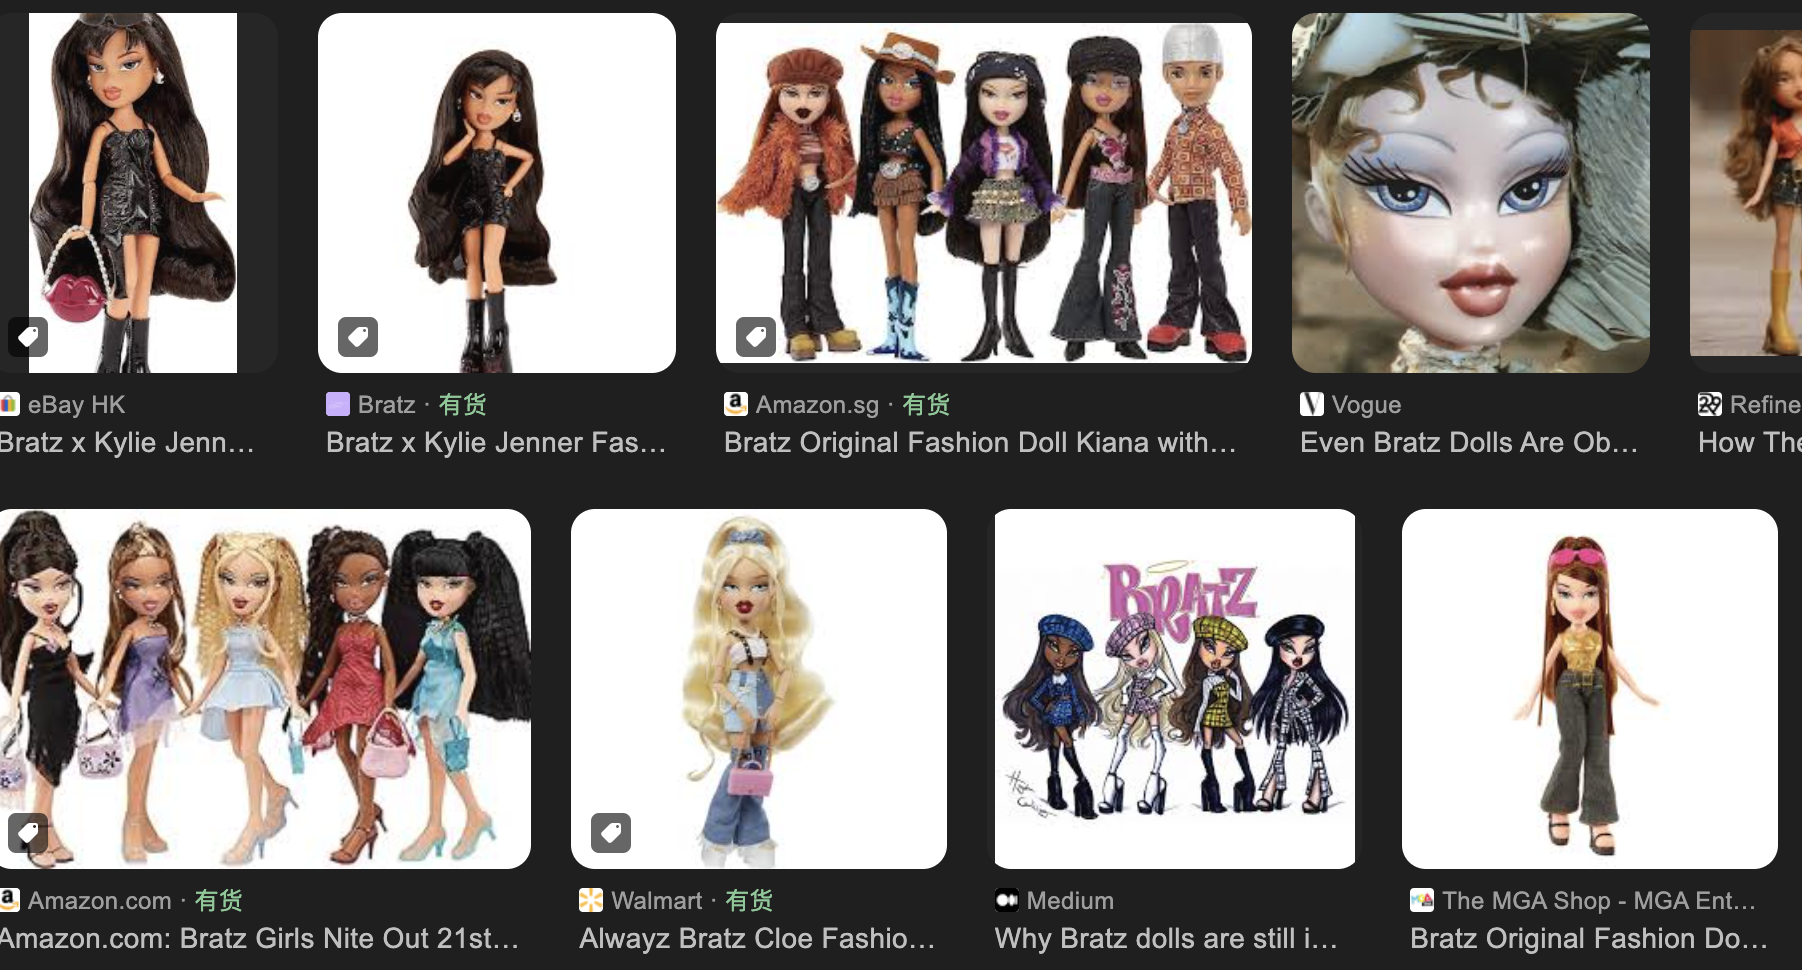 eBay HK
Bratz x Kylie Jenn...
Bratz · 有货
Bratz x Kylie Jenner Fas...
Amazon.sg · 有货
Bratz Original Fashion Doll Kiana with...
Vogue
Even Bratz Dolls Are Ob...
Refine
How The
Amazon.com · 有货
Amazon.com: Bratz Girls Nite Out 21st...
Walmart · 有货
Alwayz Bratz Cloe Fashio...
BRATZ
Medium
Why Bratz dolls are still i...
The MGA Shop - MGA Ent...
Bratz Original Fashion Do...